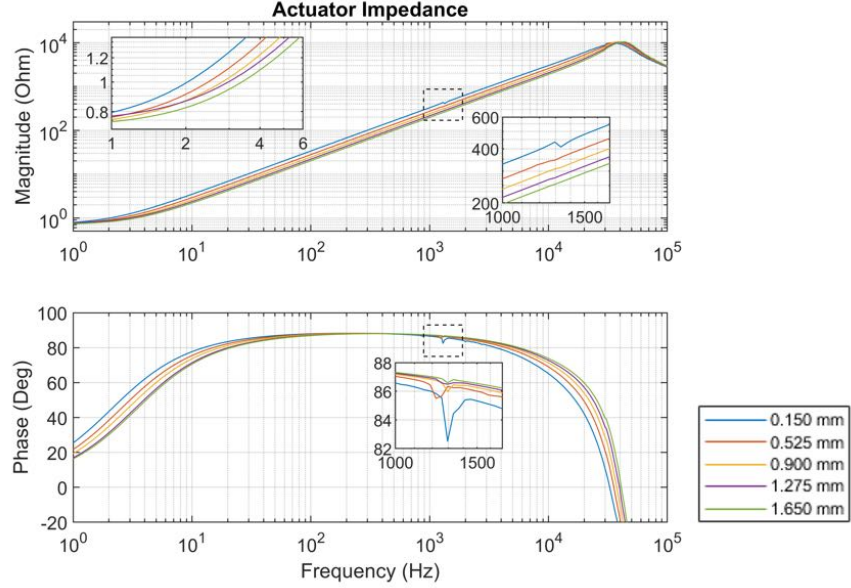 Actuator Impedance
Magnitude (Ohm)
10^4
10^2
10^0
1.2
1
0.8
1 2 4 6
600
400
200
1000 1500
10^0 10^1 10^2 10^3 10^4 10^5
Phase (Deg)
100
80
60
40
20
0
-20
88
86
84
82
1000 1500
10^0 10^1 10^2 10^3 10^4 10^5
Frequency (Hz)
0.150 mm
0.525 mm
0.900 mm
1.275 mm
1.650 mm